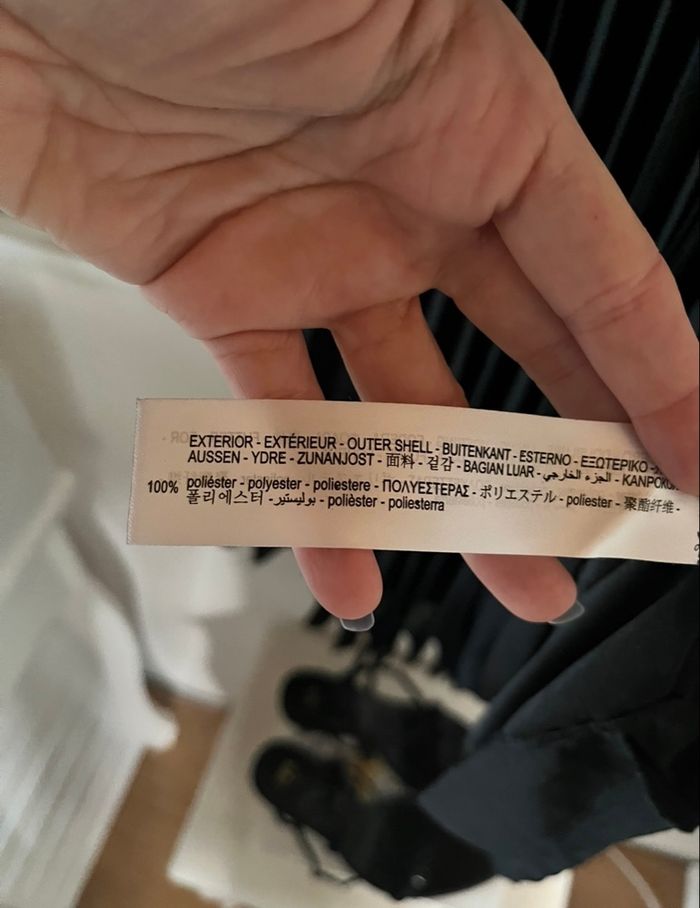 EXTERIOR - EXTÉRIEUR - OUTER SHELL - BUITENKANT - ESTERNO - ΕΞΩΤΕΡΙΚΟ -
AUSSEN - YDRE - ZUNANJOST - 面料 - 겉감 - BAGIAN LUAR - الجزء الخارجي - KANPOKO
100% poliéster - polyester - poliestere - ΠΟΛΥΕΣΤΕΡΑΣ - ポリエステル - poliester - 聚酯纤维 -
폴리에스터 - بوليستير - polièster - poliesterra